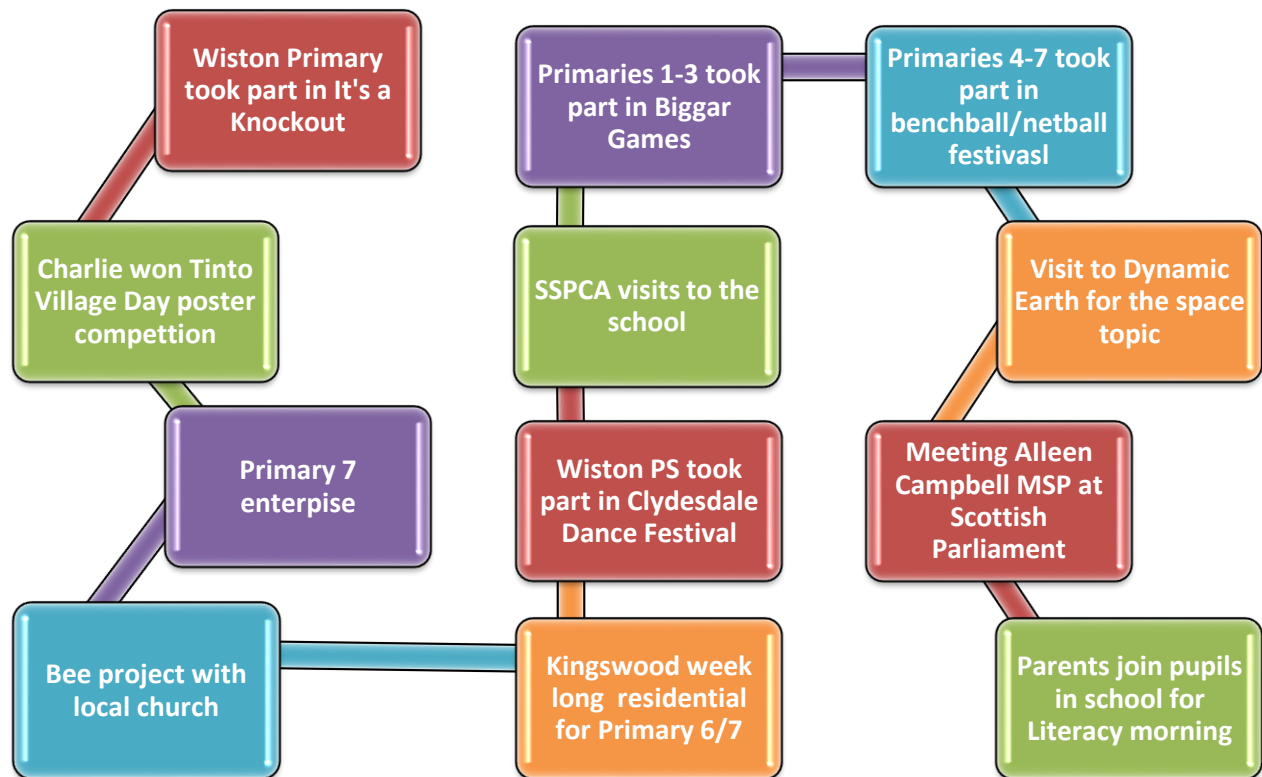 Wiston Primary
took part in It's a
Knockout
Charlie won Tinto
Village Day poster
compettion
Primary 7
enterpise
Bee project with
local church
Kingswood week
long residential
for Primary 6/7
Wiston PS took
part in Clydesdale
Dance Festival
SSPCA visits to the
school
Primaries 1-3 took
part in Biggar
Games
Primaries 4-7 took
part in
benchball/netball
festivasl
Visit to Dynamic
Earth for the space
topic
Meeting AIleen
Campbell MSP at
Scottish
Parliament
Parents join pupils
in school for
Literacy morning